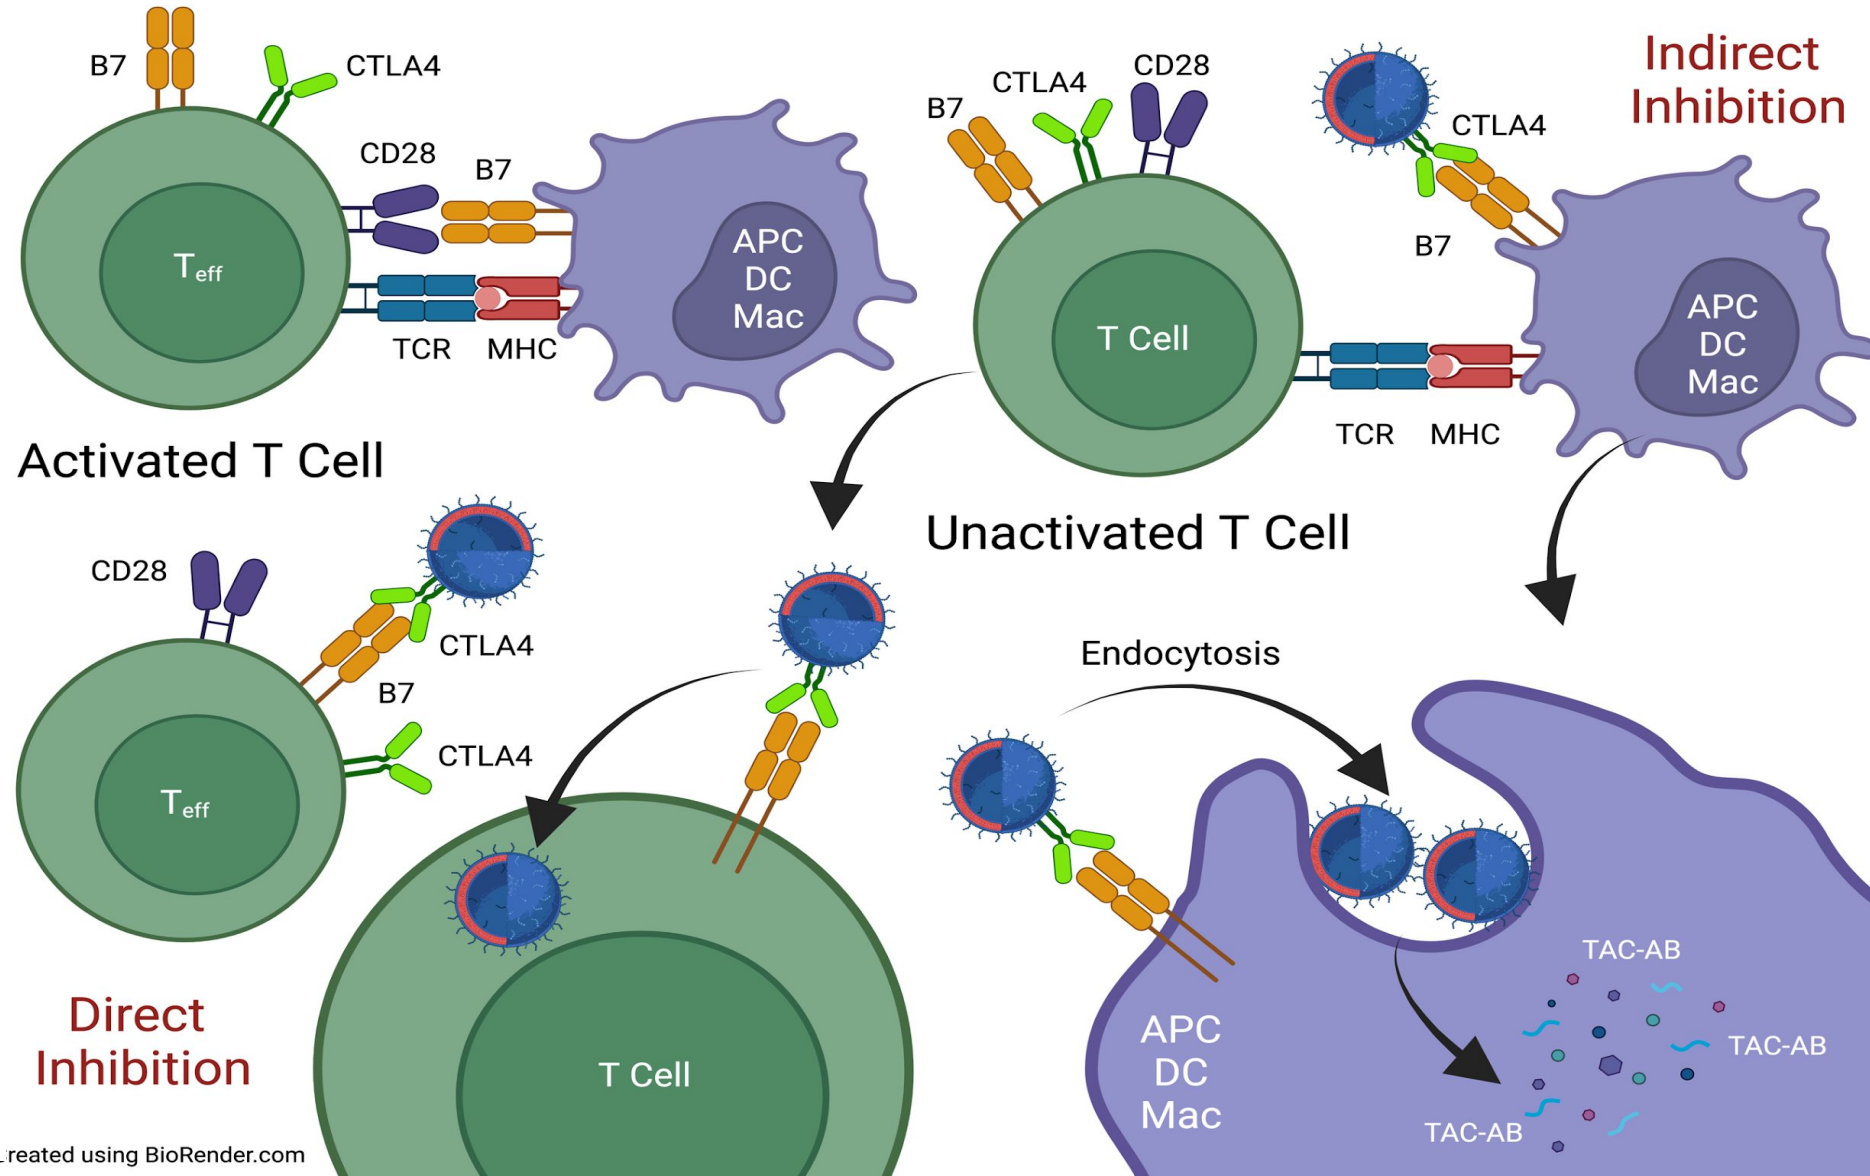 B7
CTLA4
CD28
B7
T_eff
APC
DC
Mac
TCR
MHC
Activated T Cell
B7
CTLA4
CD28
CTLA4
Indirect
Inhibition
B7
T Cell
APC
DC
Mac
TCR
MHC
Unactivated T Cell
CD28
CTLA4
B7
CTLA4
T_eff
Direct
Inhibition
T Cell
Endocytosis
APC
DC
Mac
TAC-AB
TAC-AB
TAC-AB
reated using BioRender.com